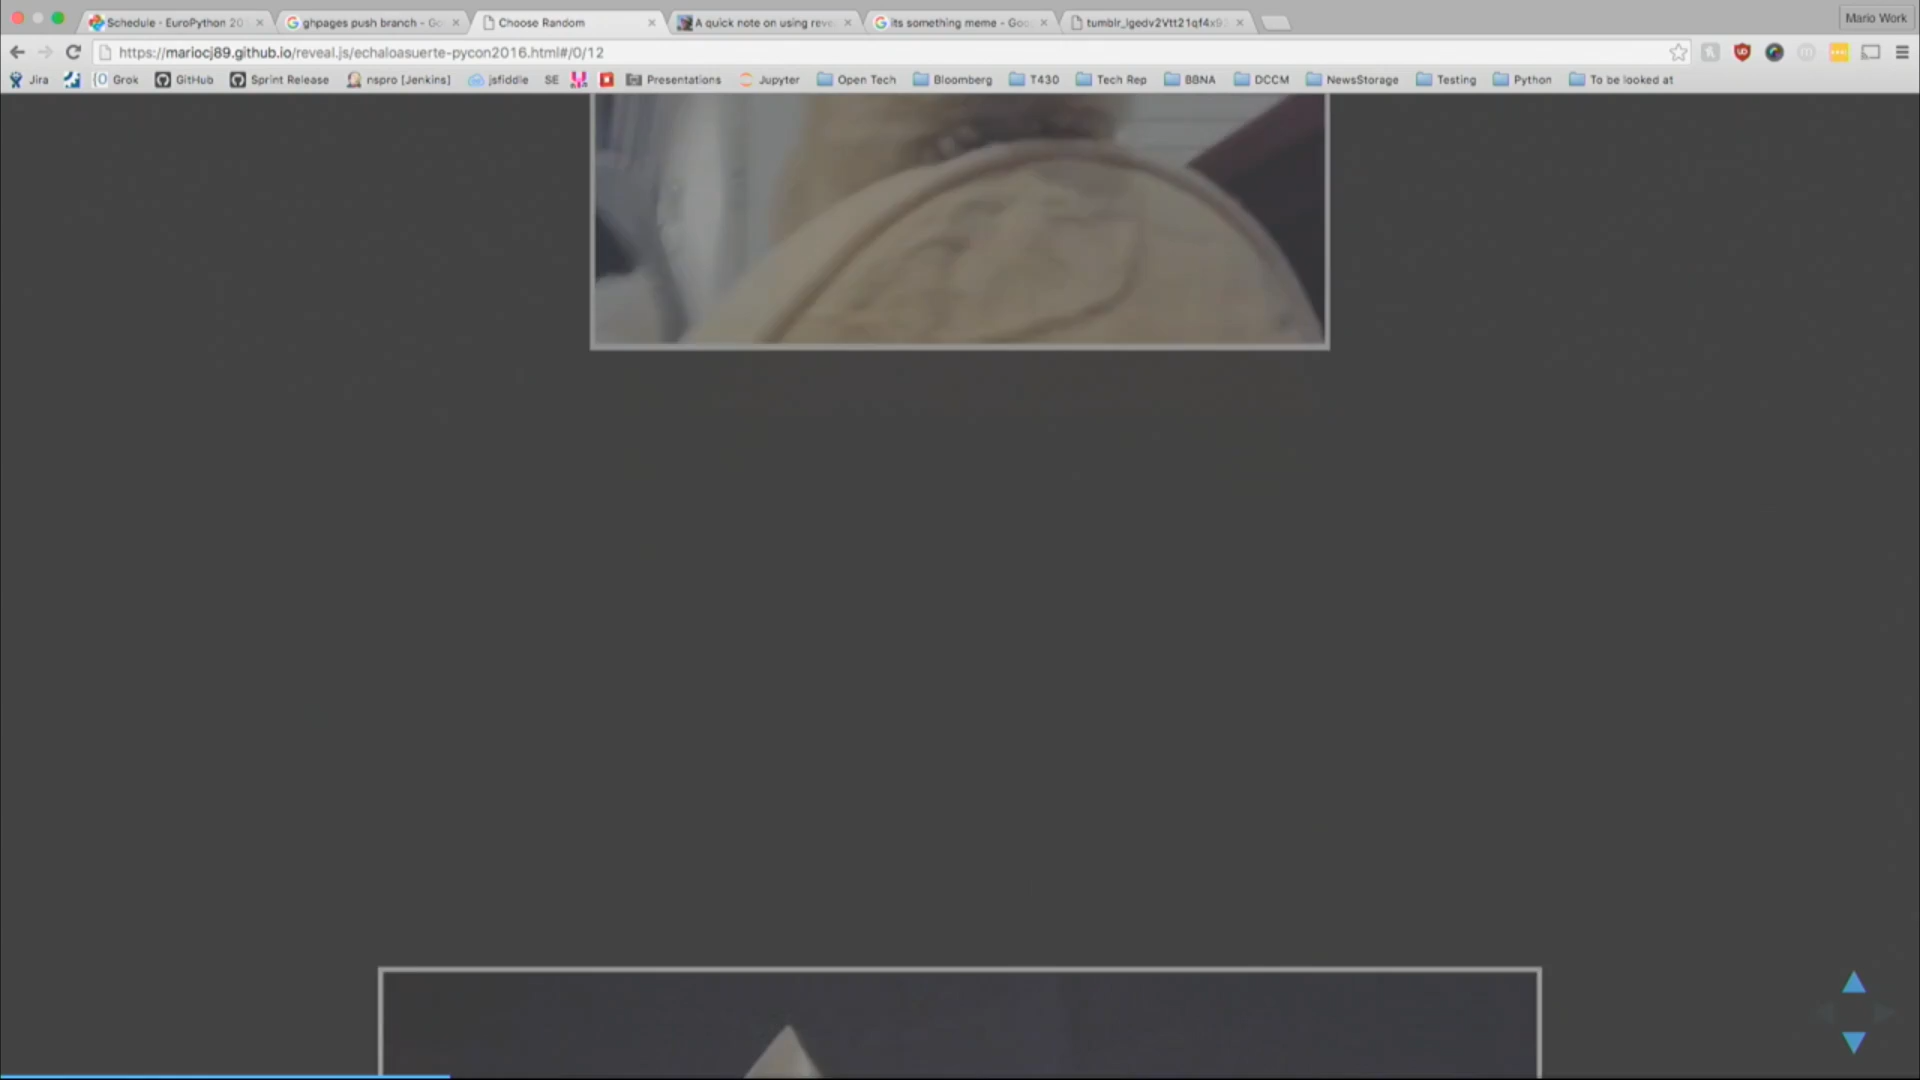 Schedule - EuroPython 20
ghpages push branch - Go
Choose Random
A quick note on using reve
its something meme - Goo
tumblr_lgedv2Vtt21qf4x93
Mario Work
https://mariocj89.github.io/reveal.js/echaloasuerte-pycon2016.html#/0/12
Jira
Grok
GitHub
Sprint Release
nspro [Jenkins]
jsfiddle
SE
Presentations
Jupyter
Open Tech
Bloomberg
T430
Tech Rep
BBNA
DCCM
NewsStorage
Testing
Python
To be looked at